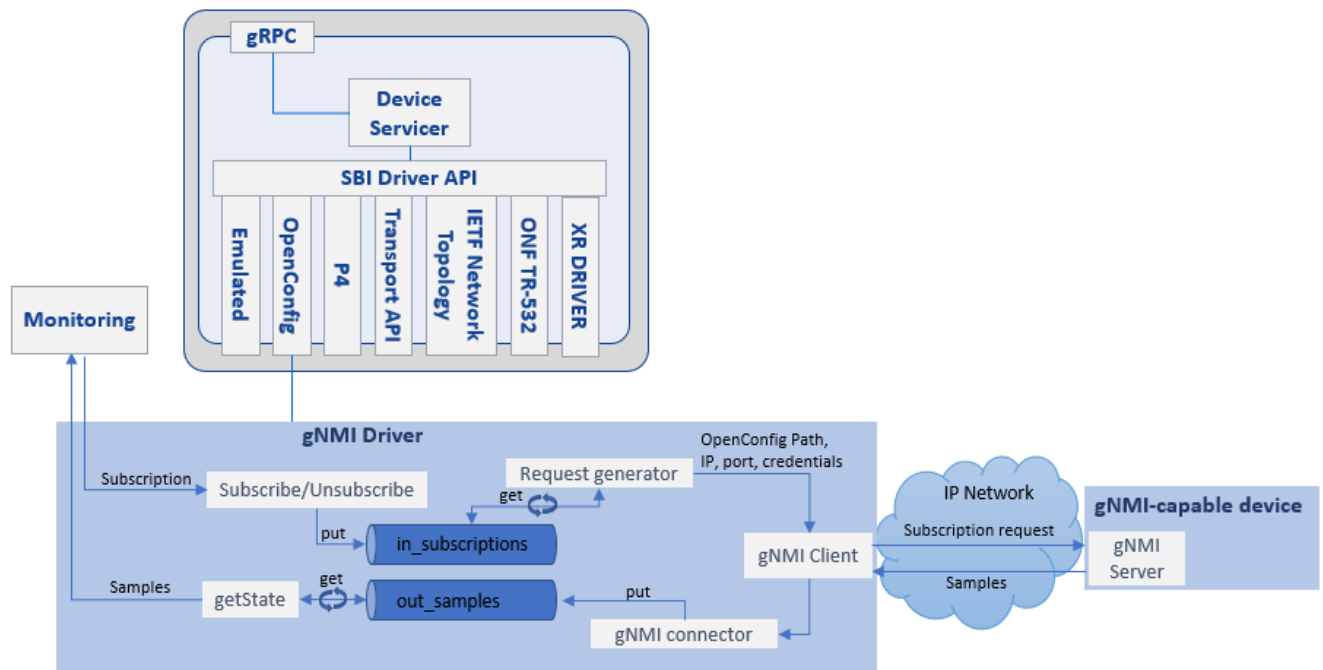 gRPC
Device
Servicer
SBI Driver API
Emulated
OpenConfig
P4
Transport API
IETF Network
Topology
ONF TR-532
XR DRIVER
Monitoring
gNMI Driver
OpenConfig Path,
IP, port, credentials
Request generator
Subscription
Subscribe/Unsubscribe
get
put
in_subscriptions
IP Network
gNMI-capable device
Subscription request
gNMI Client
gNMI
Server
Samples
Samples
getState
get
out_samples
put
gNMI connector